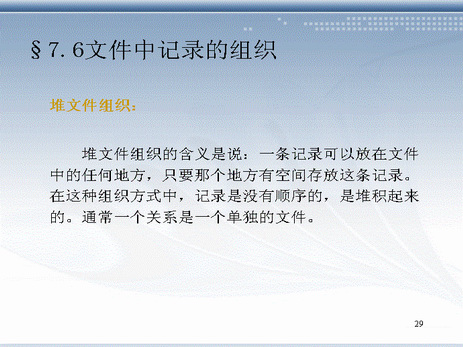 §7.6文件中记录的组织
堆文件组织：
堆文件组织的含义是说：一条记录可以放在文件
中的任何地方，只要那个地方有空间存放这条记录。
在这种组织方式中，记录是没有顺序的，是堆积起来
的。通常一个关系是一个单独的文件。
29